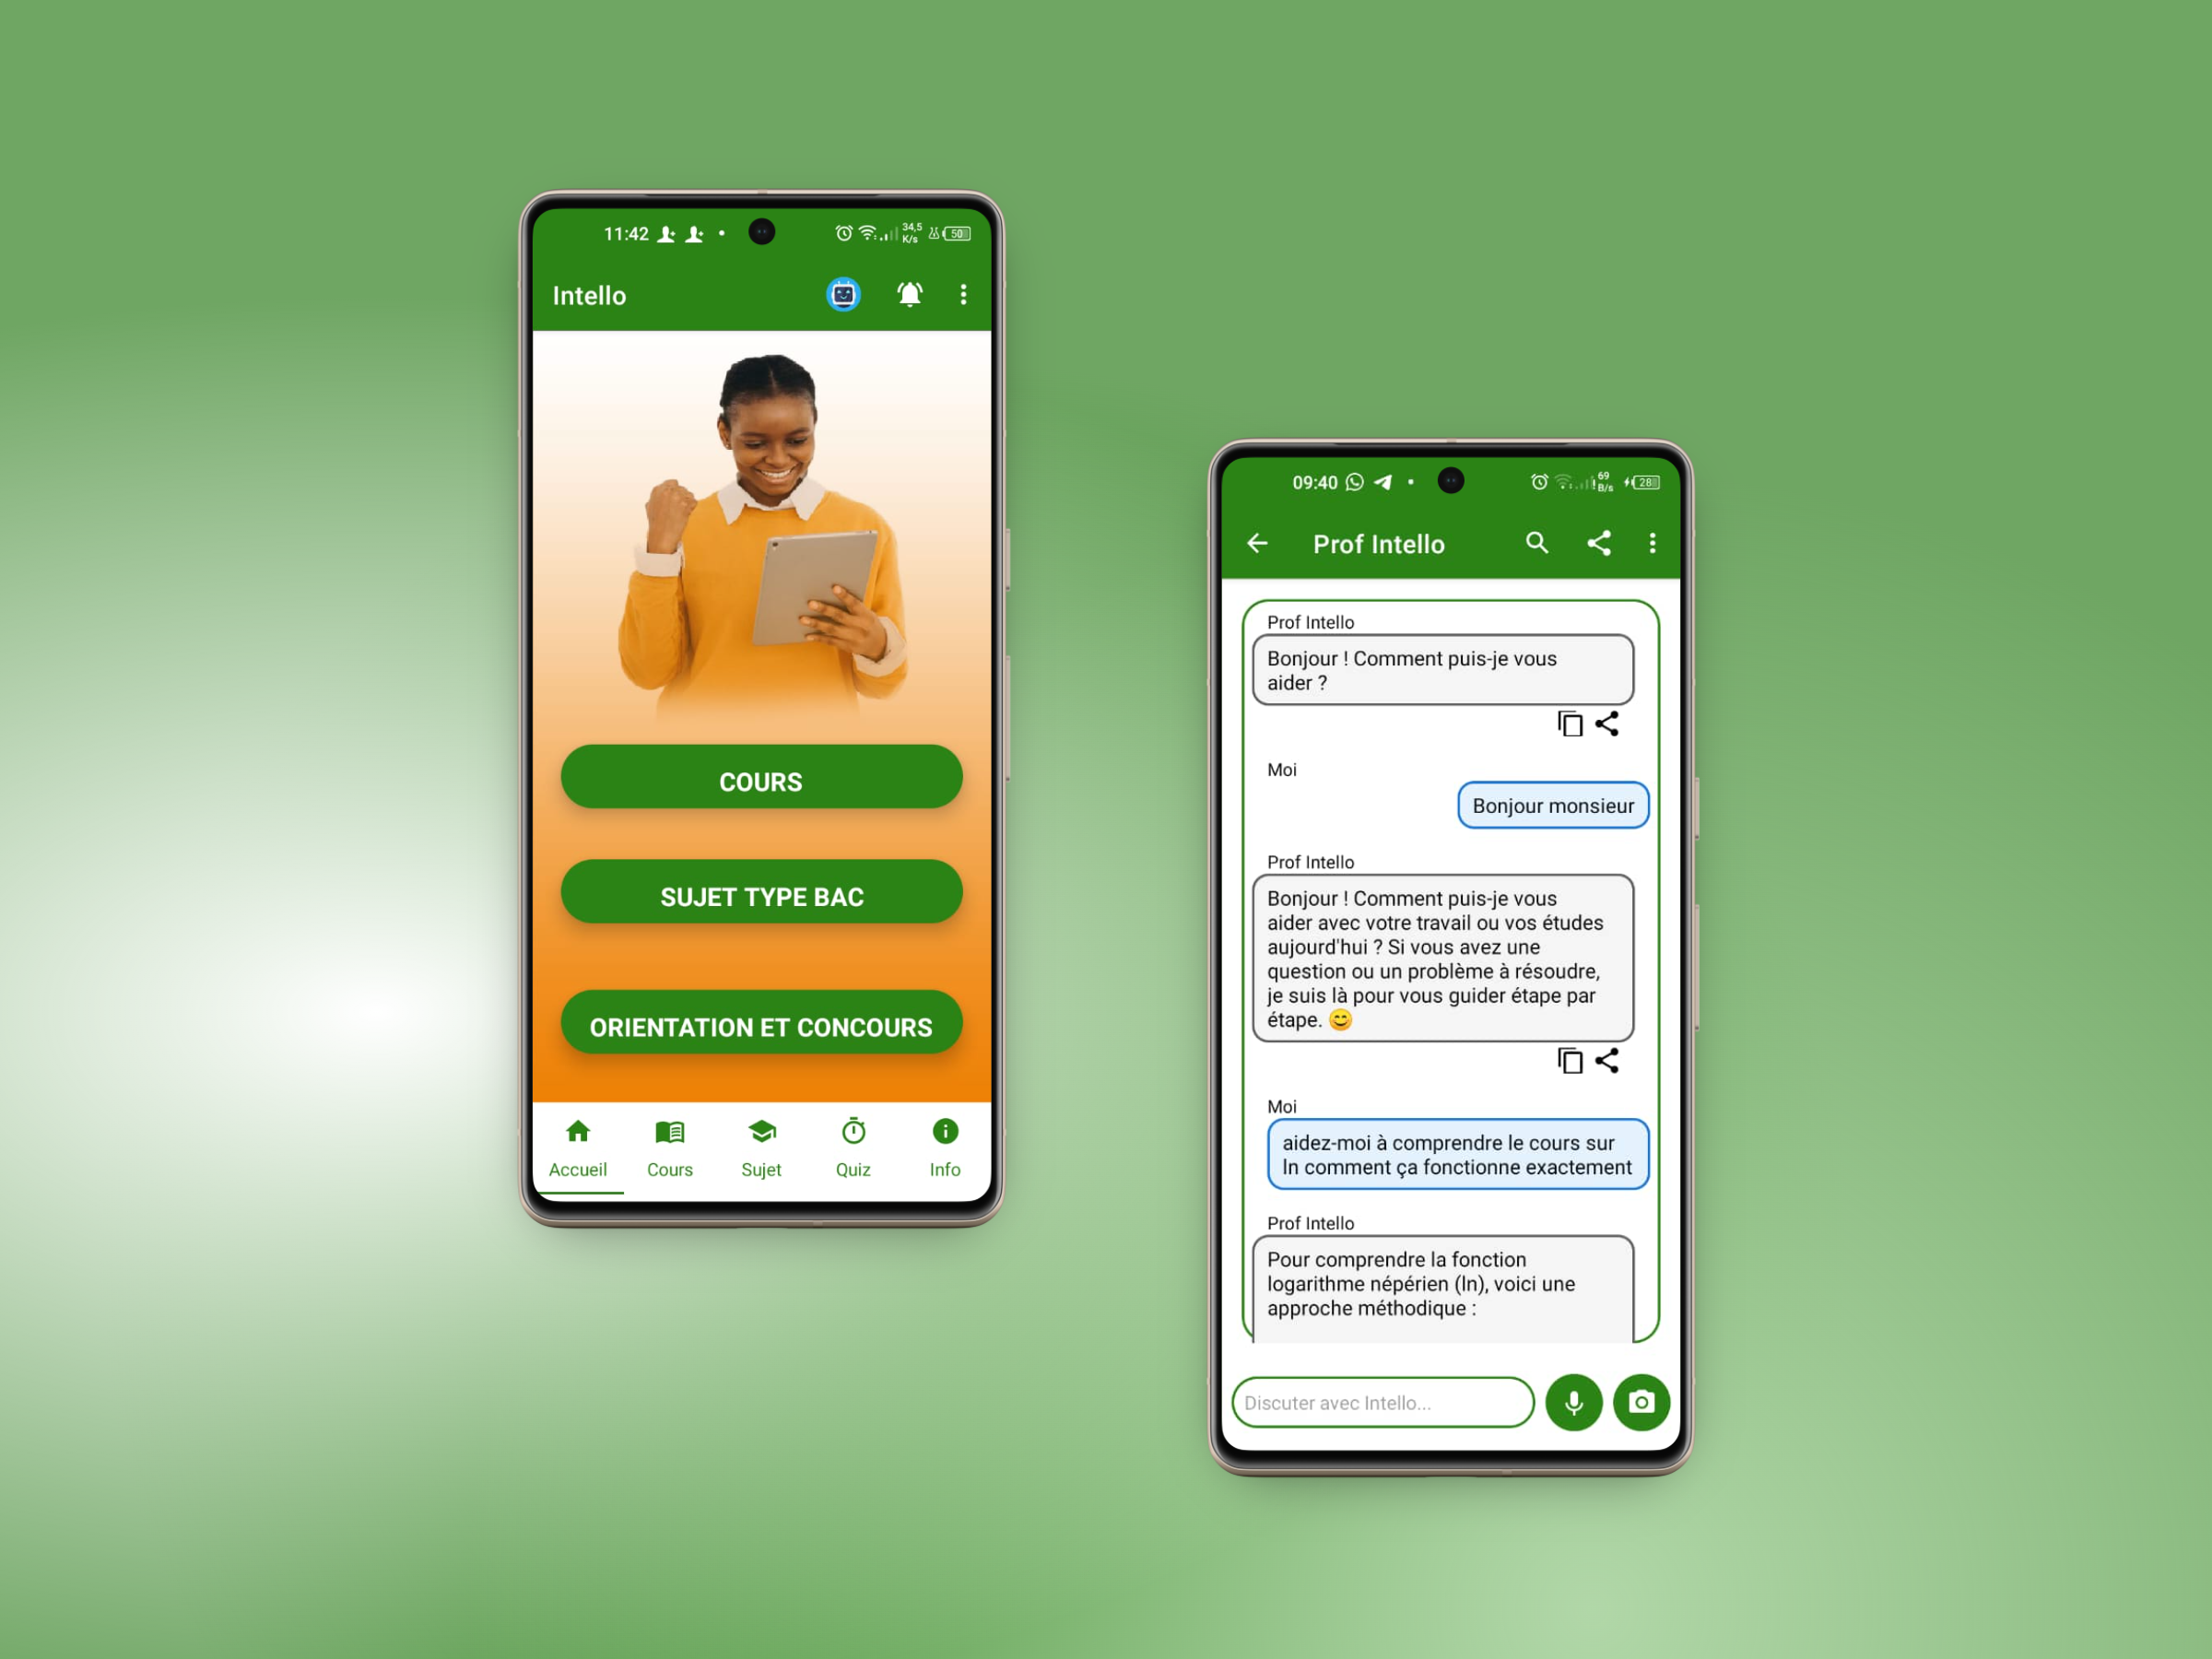 11:42
34,5
K/s
50
Intello
COURS
SUJET TYPE BAC
ORIENTATION ET CONCOURS
Accueil
Cours
Sujet
Quiz
Info
09:40
69
B/s
28
Prof Intello
Prof Intello
Bonjour ! Comment puis-je vous
aider ?
Moi
Bonjour monsieur
Prof Intello
Bonjour ! Comment puis-je vous
aider avec votre travail ou vos études
aujourd'hui ? Si vous avez une
question ou un problème à résoudre,
je suis là pour vous guider étape par
étape. 😊
Moi
aidez-moi à comprendre le cours sur
ln comment ça fonctionne exactement
Prof Intello
Pour comprendre la fonction
logarithme népérien (ln), voici une
approche méthodique :
Discuter avec Intello...